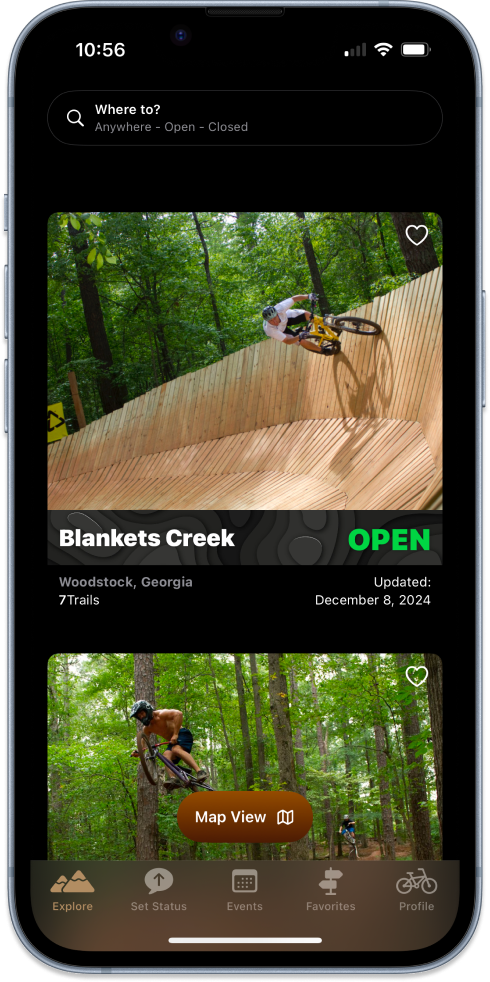 10:56
Where to?
Anywhere - Open - Closed
Blankets Creek
OPEN
Woodstock, Georgia
Updated:
7Trails
December 8, 2024
Map View
Explore
Set Status
Events
Favorites
Profile